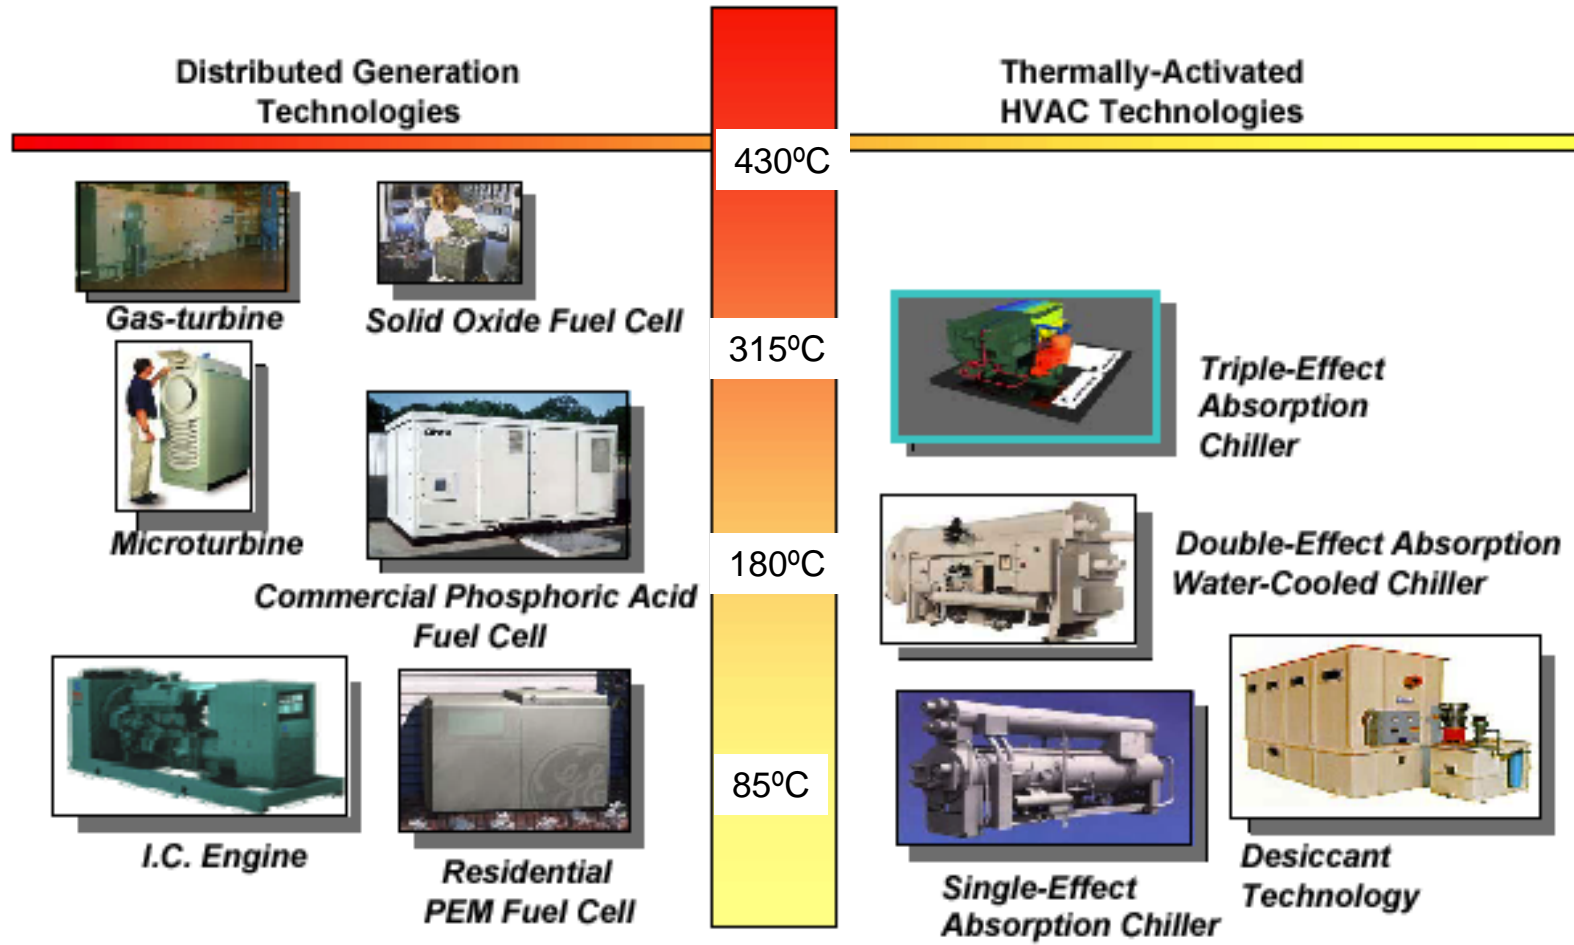 Distributed Generation
Technologies
Thermally-Activated
HVAC Technologies
430ºC
Gas-turbine
Solid Oxide Fuel Cell
315ºC
Triple-Effect
Absorption
Chiller
Microturbine
180ºC
Double-Effect Absorption
Water-Cooled Chiller
Commercial Phosphoric Acid
Fuel Cell
85ºC
I.C. Engine
Residential
PEM Fuel Cell
Single-Effect
Absorption Chiller
Desiccant
Technology